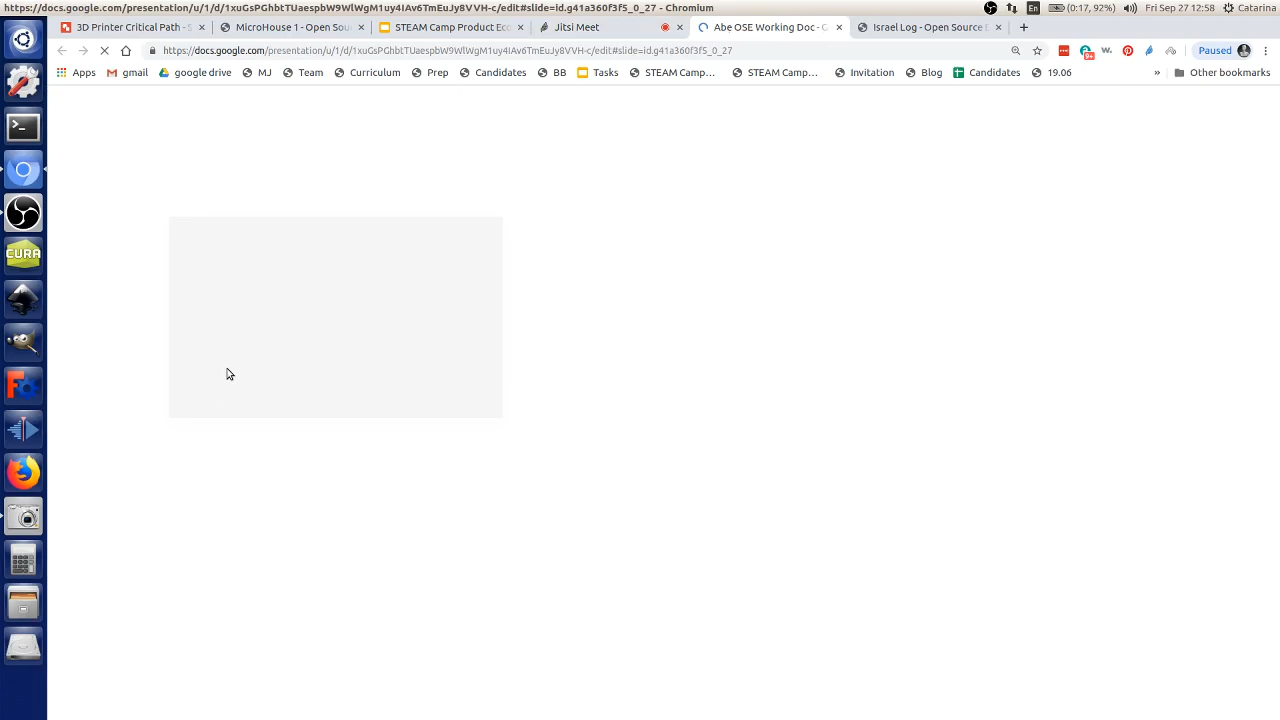 https://docs.google.com/presentation/u/1/d/1xuGsPGhbtTUaespbW9WlWgM1uy4IAv6TmEuJy8VVH-c/edit#slide=id.g41a360f3f5_0_27 - Chromium
En
(0:17, 92%)
Fri Sep 27 12:58
Catarina
3D Printer Critical Path - S
MicroHouse 1 - Open Sou
STEAM Camp Product Eco
Jitsi Meet
Abe OSE Working Doc - G
Israel Log - Open Source E
https://docs.google.com/presentation/u/1/d/1xuGsPGhbtTUaespbW9WlWgM1uy4IAv6TmEuJy8VVH-c/edit#slide=id.g41a360f3f5_0_27
9+
W.
Paused
Apps
gmail
google drive
MJ
Team
Curriculum
Prep
Candidates
BB
Tasks
STEAM Camp...
STEAM Camp...
Invitation
Blog
Candidates
19.06
»
Other bookmarks
CURA